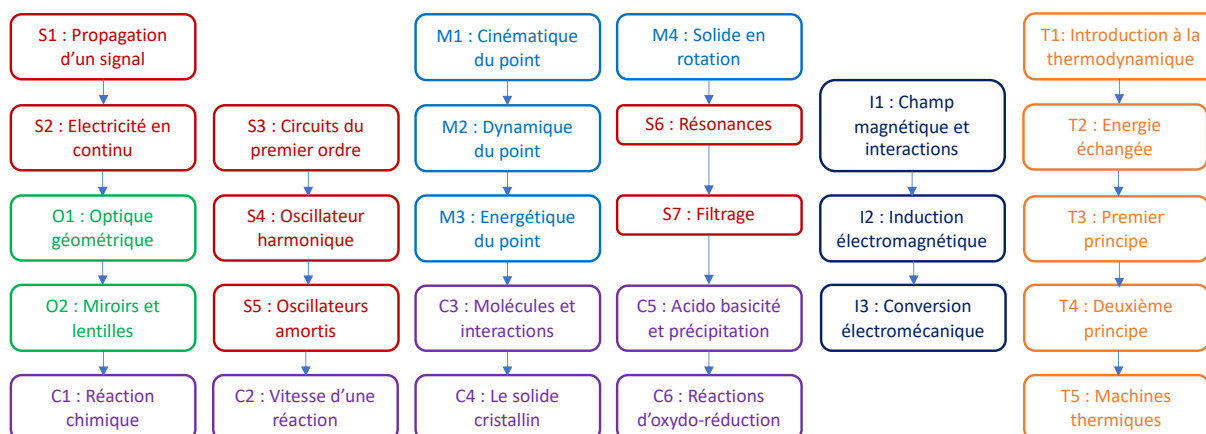 S1 : Propagation
d'un signal
S2 : Electricité en
continu
O1 : Optique
géométrique
O2 : Miroirs et
lentilles
C1 : Réaction
chimique
S3 : Circuits du
premier ordre
S4 : Oscillateur
harmonique
S5 : Oscillateurs
amortis
C2 : Vitesse d'une
réaction
M1 : Cinématique
du point
M2 : Dynamique
du point
M3 : Energétique
du point
C3 : Molécules et
interactions
C4 : Le solide
cristallin
M4 : Solide en
rotation
S6 : Résonances
S7 : Filtrage
C5 : Acido basicité
et précipitation
C6 : Réactions
d'oxydo-réduction
I1 : Champ
magnétique et
interactions
I2 : Induction
électromagnétique
I3 : Conversion
électromécanique
T1: Introduction à la
thermodynamique
T2 : Energie
échangée
T3 : Premier
principe
T4 : Deuxième
principe
T5 : Machines
thermiques